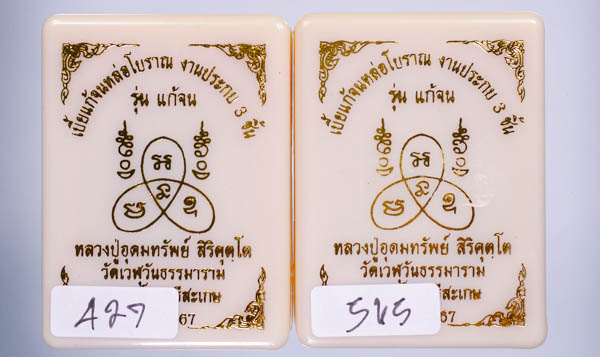 เบี้ยแก้จนหล่อโบราณ งานประกบ 3 ชิ้น
รุ่น แก้จน
หลวงปู่อุดมทรัพย์ สิริคุตฺโต
วัดเวฬุวันธรรมาราม
427
67
เบี้ยแก้จนหล่อโบราณ งานประกบ 3 ชิ้น
รุ่น แก้จน
หลวงปู่อุดมทรัพย์ สิริคุตฺโต
วัดเวฬุวันธรรมาราม
สะเกษ
67